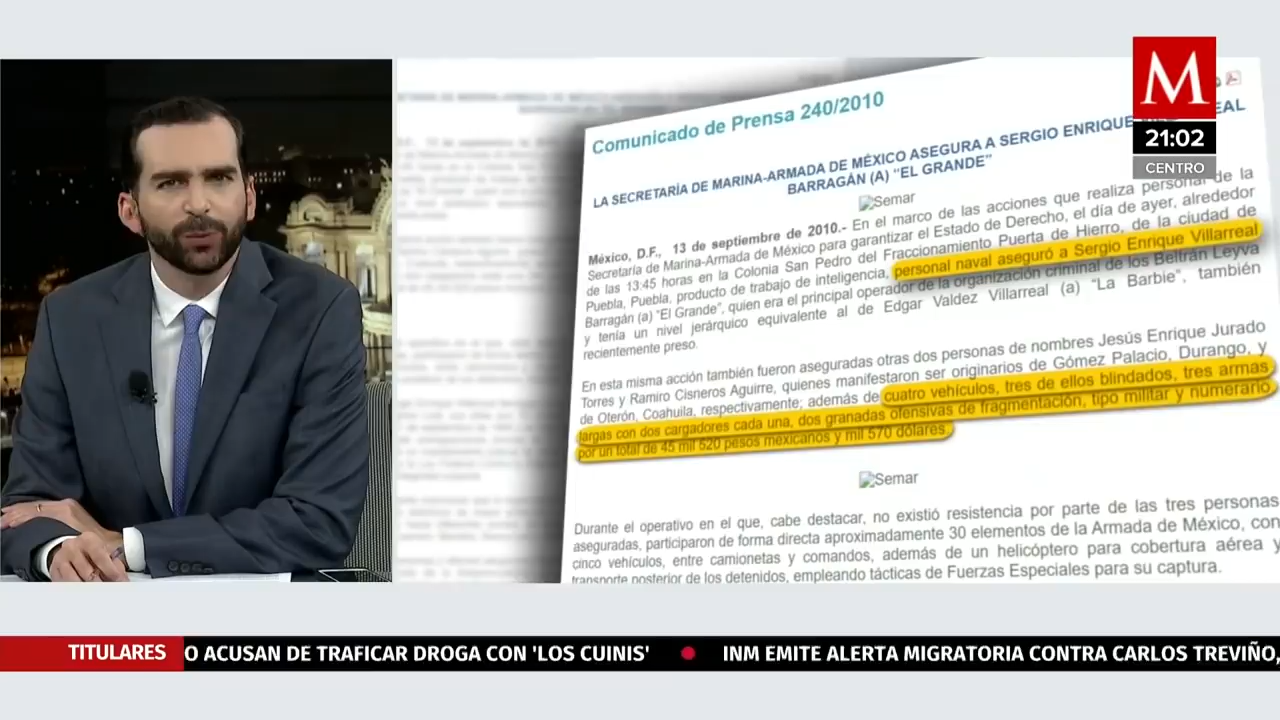 M
21:02
CENTRO
Comunicado de Prensa 240/2010
LA SECRETARÍA DE MARINA-ARMADA DE MÉXICO ASEGURA A SERGIO ENRIQUE
BARRAGÁN (A) "EL GRANDE"
Semar
México, D.F., 13 de septiembre de 2010.- En el marco de las acciones que realiza personal de la
Secretaría de Marina-Armada de México para garantizar el Estado de Derecho, el día de ayer, alrededor
de las 13:45 horas en la Colonia San Pedro del Fraccionamiento Puerta de Hierro, de la ciudad de
Puebla, Puebla, producto de trabajo de inteligencia, personal naval aseguró a Sergio Enrique Villarreal
Barragán (a) "El Grande", quien era el principal operador de la organización criminal de los Beltrán Leyva
y tenía un nivel jerárquico equivalente al de Edgar Valdez Villarreal (a) "La Barbie", también
recientemente preso.
En esta misma acción también fueron aseguradas otras dos personas de nombres Jesús Enrique Jurado
Torres y Ramiro Cisneros Aguirre, quienes manifestaron ser originarios de Gómez Palacio, Durango, y
de Oterón, Coahuila, respectivamente; además de cuatro vehículos, tres de ellos blindados, tres armas
largas con dos cargadores cada una, dos granadas ofensivas de fragmentación, tipo militar y numerario
por un total de 45 mil 520 pesos mexicanos y mil 570 dólares.
Semar
Durante el operativo en el que, cabe destacar, no existió resistencia por parte de las tres personas
aseguradas, participaron de forma directa aproximadamente 30 elementos de la Armada de México, con
cinco vehículos, entre camionetas y comandos, además de un helicóptero para cobertura aérea y
transporte posterior de los detenidos, empleando tácticas de Fuerzas Especiales para su captura.
TITULARES
O ACUSAN DE TRAFICAR DROGA CON 'LOS CUINIS' INM EMITE ALERTA MIGRATORIA CONTRA CARLOS TREVIÑO,